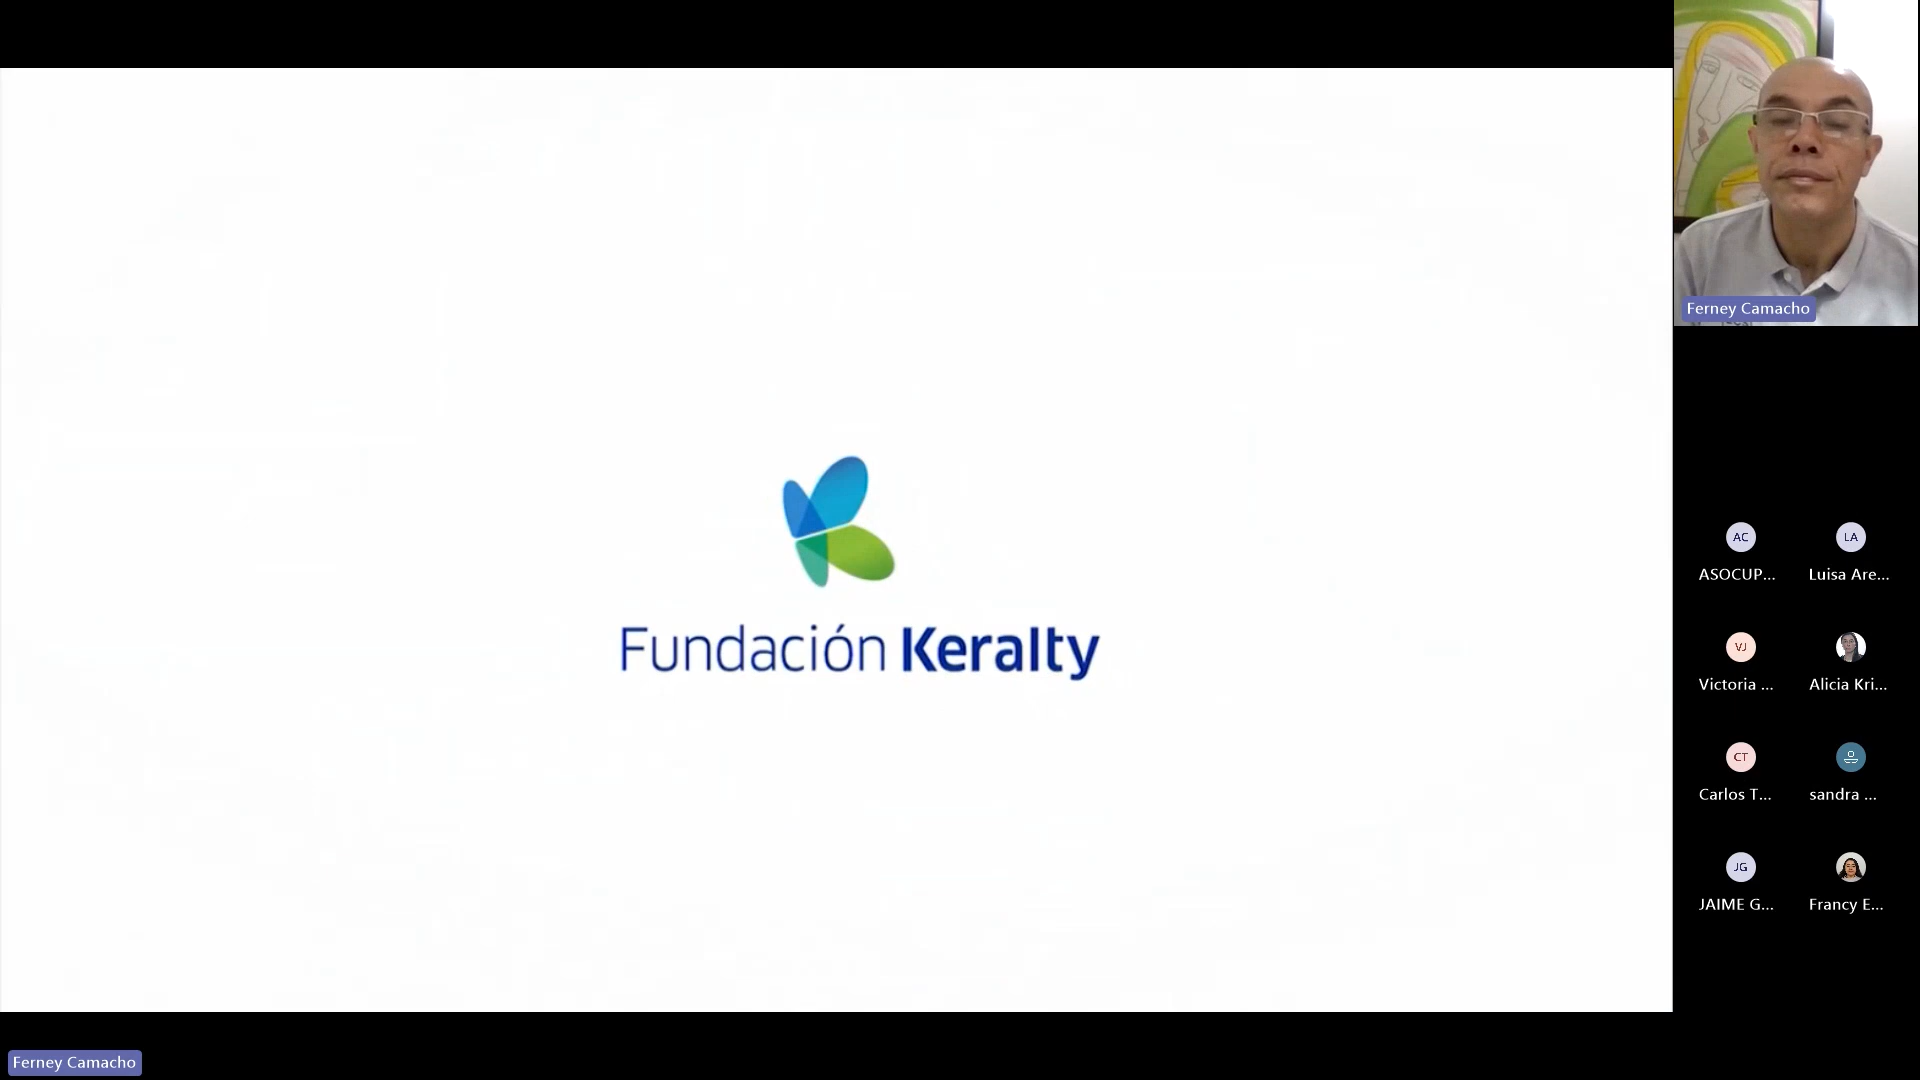 Fundación Keralty
Ferney Camacho
AC
LA
ASOCUP...
Luisa Are...
VJ
Victoria ...
Alicia Kri...
CT
Carlos T...
sandra ...
JG
JAIME G...
Francy E...
Ferney Camacho